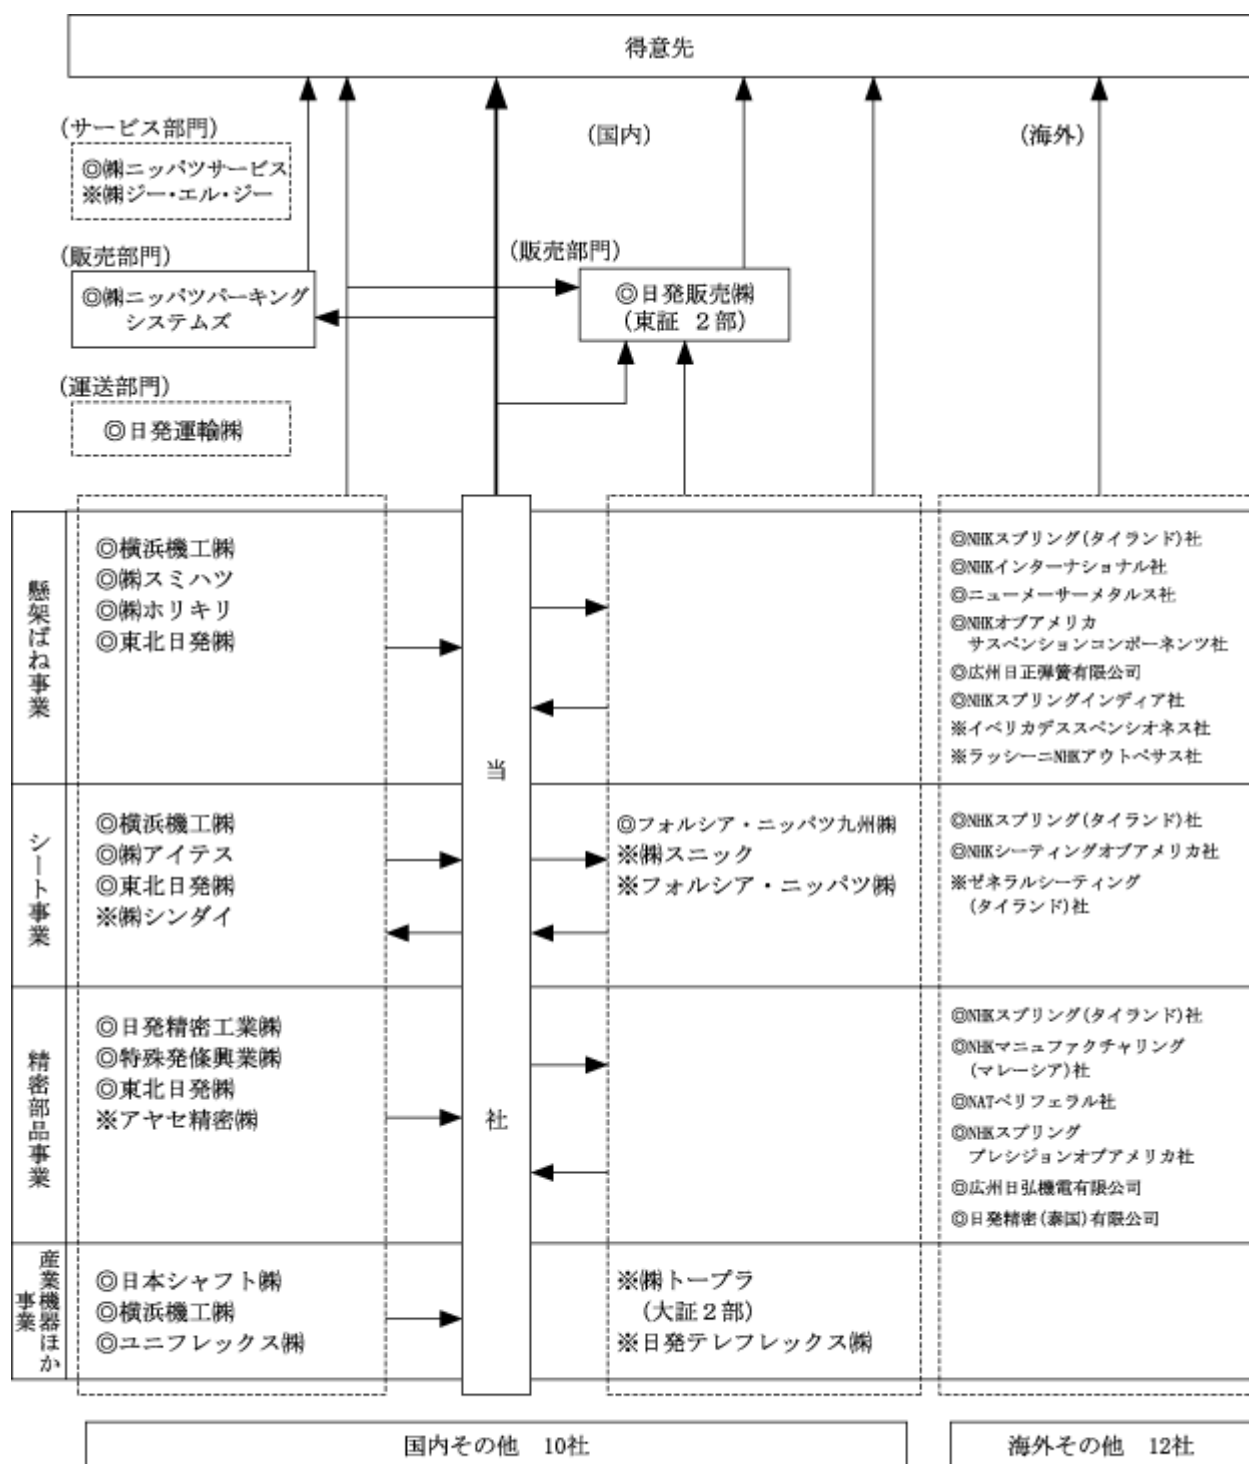 得意先
(サービス部門)
◎㈱ニッパツサービス
※㈱ジー・エル・ジー
(国内)
(海外)
(販売部門)
◎㈱ニッパツパーキング
システムズ
(販売部門)
◎日発販売㈱
(東証 2部)
(運送部門)
◎日発運輸㈱
当社
懸架ばね事業
◎横浜機工㈱
◎㈱スミハツ
◎㈱ホリキリ
◎東北日発㈱
◎NHKスプリング(タイランド)社
◎NHKインターナショナル社
◎ニューメーサーメタルス社
◎NHKオブアメリカ
サスペンションコンポーネンツ社
◎広州日正弾簧有限公司
◎NHKスプリングインディア社
※イベリカデススペンシオネス社
※ラッシーニNHKアウトペサス社
シート事業
◎横浜機工㈱
◎㈱アイテス
◎東北日発㈱
※㈱シンダイ
◎フォルシア・ニッパツ九州㈱
※㈱スニック
※フォルシア・ニッパツ㈱
◎NHKスプリング(タイランド)社
◎NHKシーティングオブアメリカ社
※ゼネラルシーティング
(タイランド)社
精密部品事業
◎日発精密工業㈱
◎特殊発條興業㈱
◎東北日発㈱
※アヤセ精密㈱
◎NHKスプリング(タイランド)社
◎NHKマニュファクチャリング
(マレーシア)社
◎NATペリフェラル社
◎NHKスプリング
プレシジョンオブアメリカ社
◎広州日弘機電有限公司
◎日発精密(泰国)有限公司
産業機器ほか
事業
◎日本シャフト㈱
◎横浜機工㈱
◎ユニフレックス㈱
※㈱トープラ
(大証2部)
※日発テレフレックス㈱
国内その他 10社
海外その他 12社